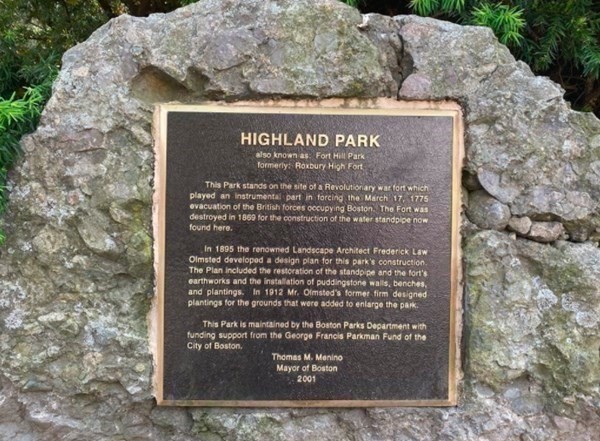 HIGHLAND PARK
also known as: Fort Hill Park
formerly: Roxbury High Fort
This Park stands on the site of a Revolutionary war fort which
played an instrumental part in forcing the March 17, 1775
evacuation of the British forces occupying Boston. The Fort was
destroyed in 1869 for the construction of the water standpipe now
found here.
In 1895 the renowned Landscape Architect Frederick Law
Olmsted developed a design plan for this park's construction.
The Plan included the restoration of the standpipe and the fort's
earthworks and the installation of puddingstone walls, benches,
and plantings. In 1912 Mr. Olmsted's former firm designed
plantings for the grounds that were added to enlarge the park.
This Park is maintained by the Boston Parks Department with
funding support from the George Francis Parkman Fund of the
City of Boston.
Thomas M. Menino
Mayor of Boston
2001